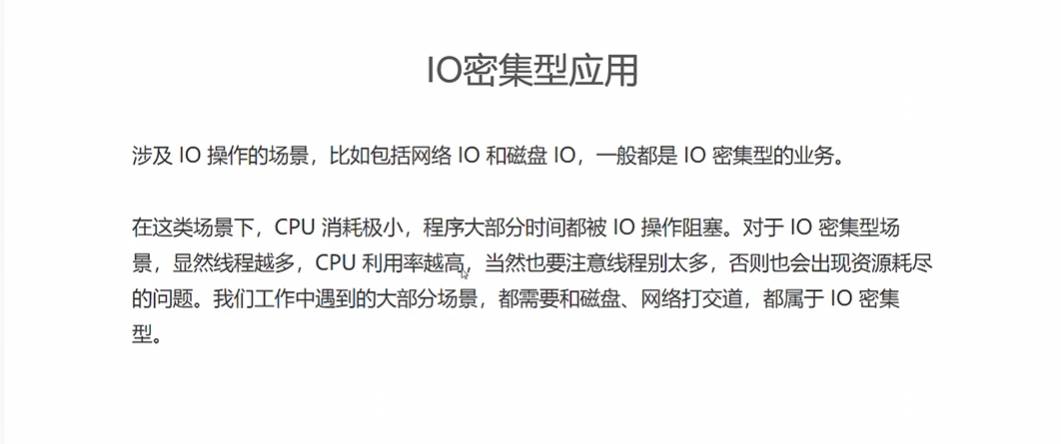 IO密集型应用
涉及 IO 操作的场景，比如包括网络 IO 和磁盘 IO，一般都是 IO 密集型的业务。
在这类场景下，CPU 消耗极小，程序大部分时间都被 IO 操作阻塞。对于 IO 密集型场
景，显然线程越多，CPU 利用率越高，当然也要注意线程别太多，否则也会出现资源耗尽
的问题。我们工作中遇到的大部分场景，都需要和磁盘、网络打交道，都属于 IO 密集
型。